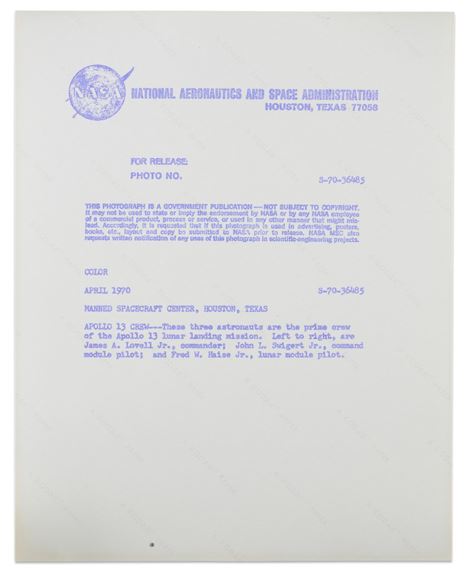 NASA
NATIONAL AERONAUTICS AND SPACE ADMINISTRATION
HOUSTON, TEXAS 77058
FOR RELEASE:
PHOTO NO.
S-70-36485
THIS PHOTOGRAPH IS A GOVERNMENT PUBLICATION — NOT SUBJECT TO COPYRIGHT.
It may not be used to state or imply the endorsement by NASA or by any NASA employee
of a commercial product, process or service, or used in any other manner that might mis-
lead. Accordingly, it is requested that if this photograph is used in advertising, posters,
books, etc., layout and copy be submitted to NASA prior to release. NASA MSC also
requests written notification of any uses of this photograph in scientific-engineering projects.
COLOR
APRIL 1970 S-70-36485
MANNED SPACECRAFT CENTER, HOUSTON, TEXAS
APOLLO 13 CREW---These three astronauts are the prime crew
of the Apollo 13 lunar landing mission. Left to right, are
James A. Lovell Jr., commander; John L. Swigert Jr., command
module pilot; and Fred W. Haise Jr., lunar module pilot.